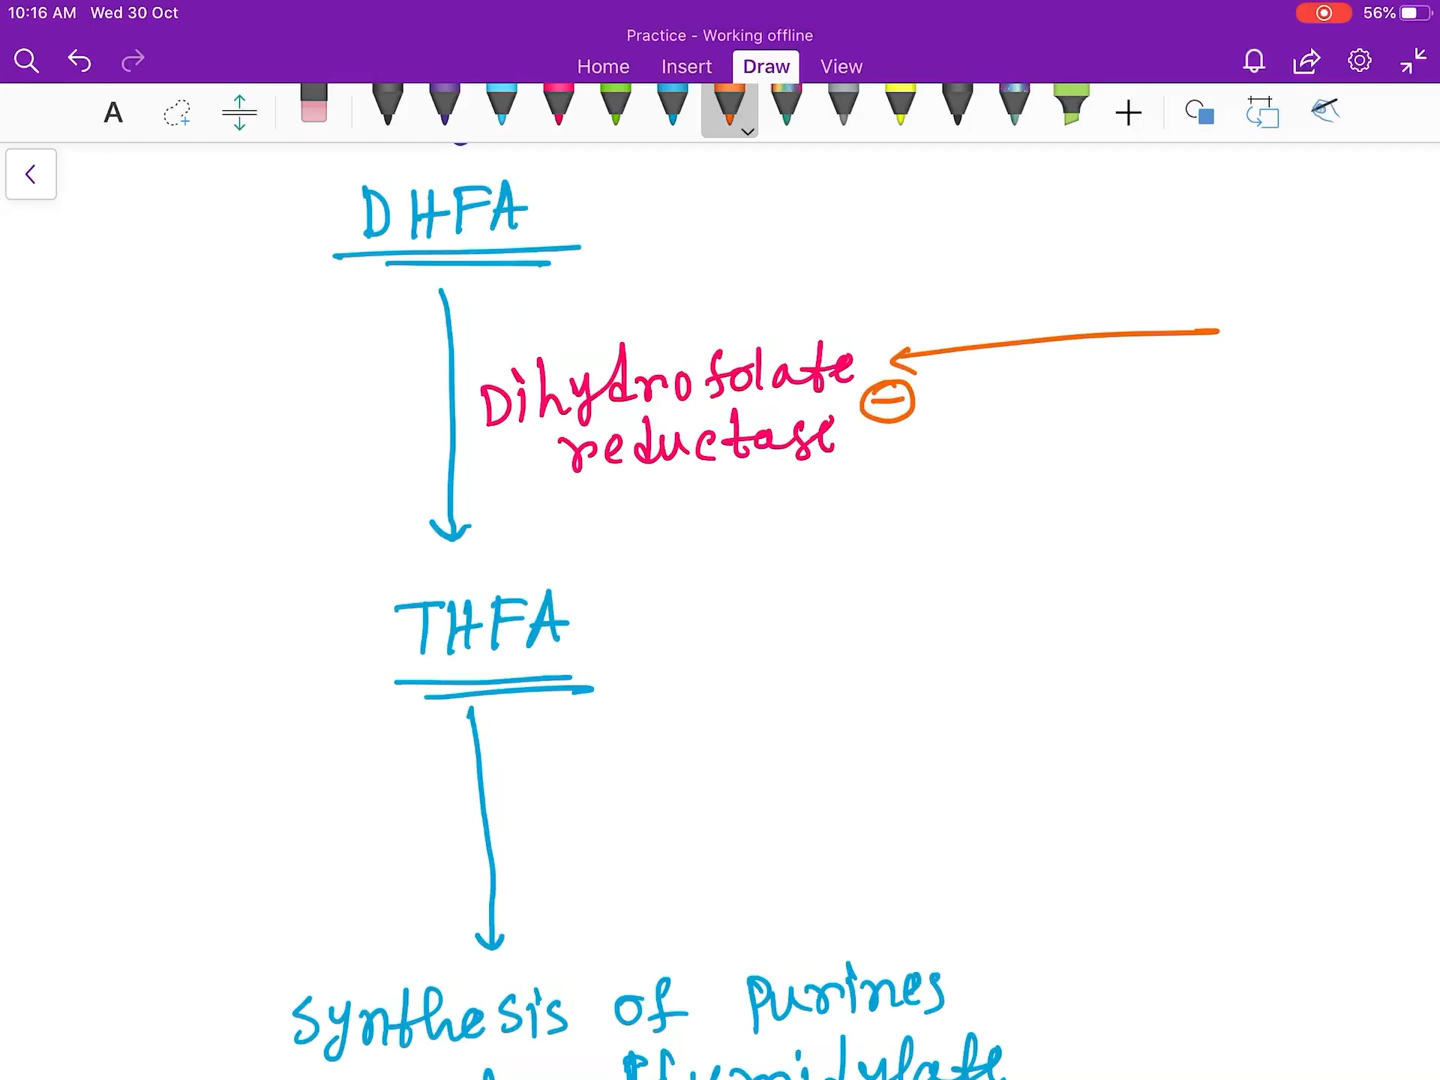 10:16 AM Wed 30 Oct
56%
Practice - Working offline
Home Insert Draw View
A
DHFA
Dihydrofolate
reductase
THFA
Synthesis of Purines